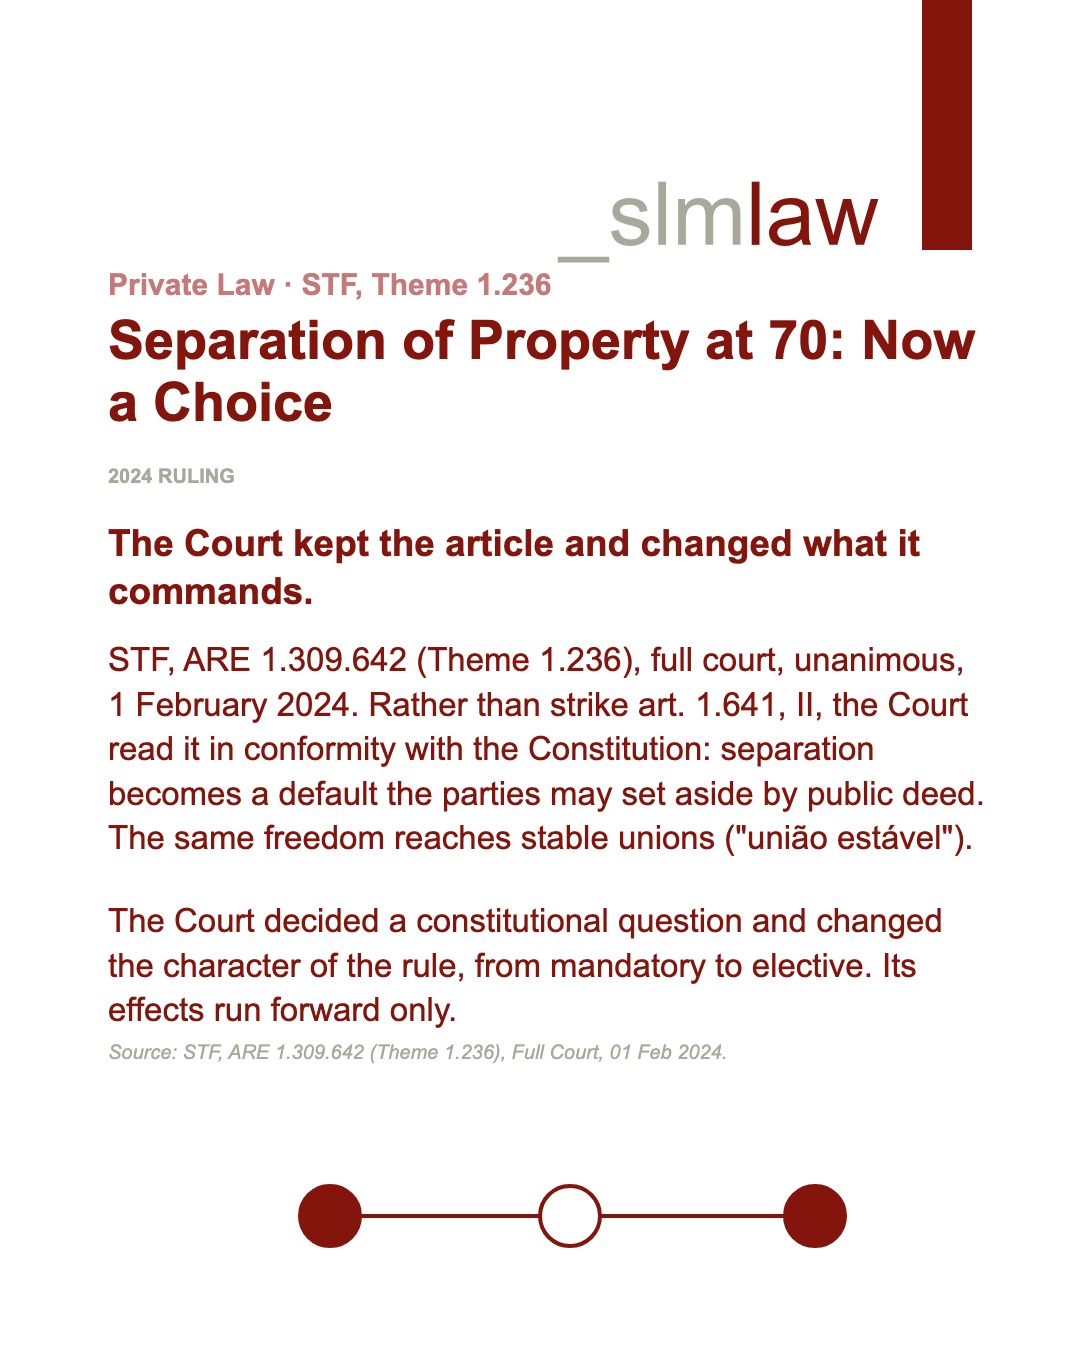 _slmlaw
Private Law · STF, Theme 1.236
Separation of Property at 70: Now
a Choice
2024 RULING
The Court kept the article and changed what it
commands.
STF, ARE 1.309.642 (Theme 1.236), full court, unanimous,
1 February 2024. Rather than strike art. 1.641, II, the Court
read it in conformity with the Constitution: separation
becomes a default the parties may set aside by public deed.
The same freedom reaches stable unions ("união estável").
The Court decided a constitutional question and changed
the character of the rule, from mandatory to elective. Its
effects run forward only.
Source: STF, ARE 1.309.642 (Theme 1.236), Full Court, 01 Feb 2024.